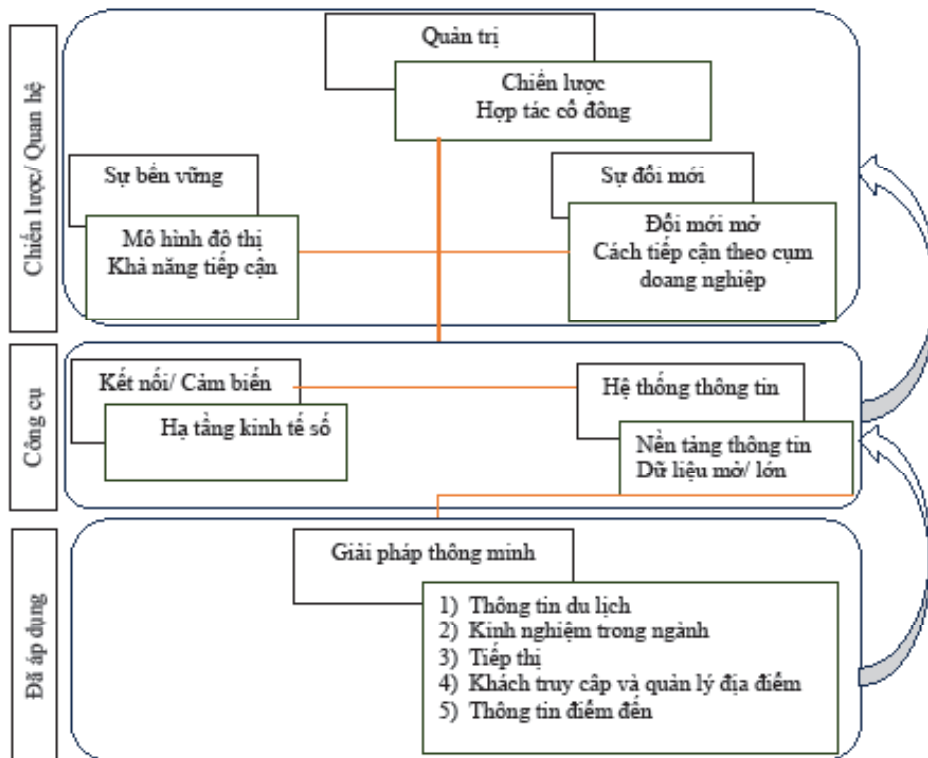 Chiến lược/ Quan hệ
Quản trị
Chiến lược
Hợp tác cổ đông
Sự bền vững
Mô hình đô thị
Khả năng tiếp cận
Sự đổi mới
Đổi mới mở
Cách tiếp cận theo cụm
doang nghiệp
Công cụ
Kết nối/ Cảm biến
Hạ tầng kinh tế số
Hệ thống thông tin
Nền tảng thông tin
Dữ liệu mở/ lớn
Đã áp dụng
Giải pháp thông minh
1) Thông tin du lịch
2) Kinh nghiệm trong ngành
3) Tiếp thị
4) Khách truy câp và quản lý địa điểm
5) Thông tin điểm đến